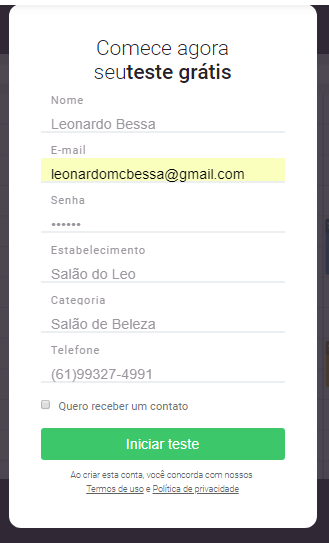 Comece agora
seuteste grátis
Nome
Leonardo Bessa
E-mail
leonardomcbessa@gmail.com
Senha
••••••
Estabelecimento
Salão do Leo
Categoria
Salão de Beleza
Telefone
(61)99327-4991
Quero receber um contato
Iniciar teste
Ao criar esta conta, você concorda com nossos
Termos de uso e Política de privacidade